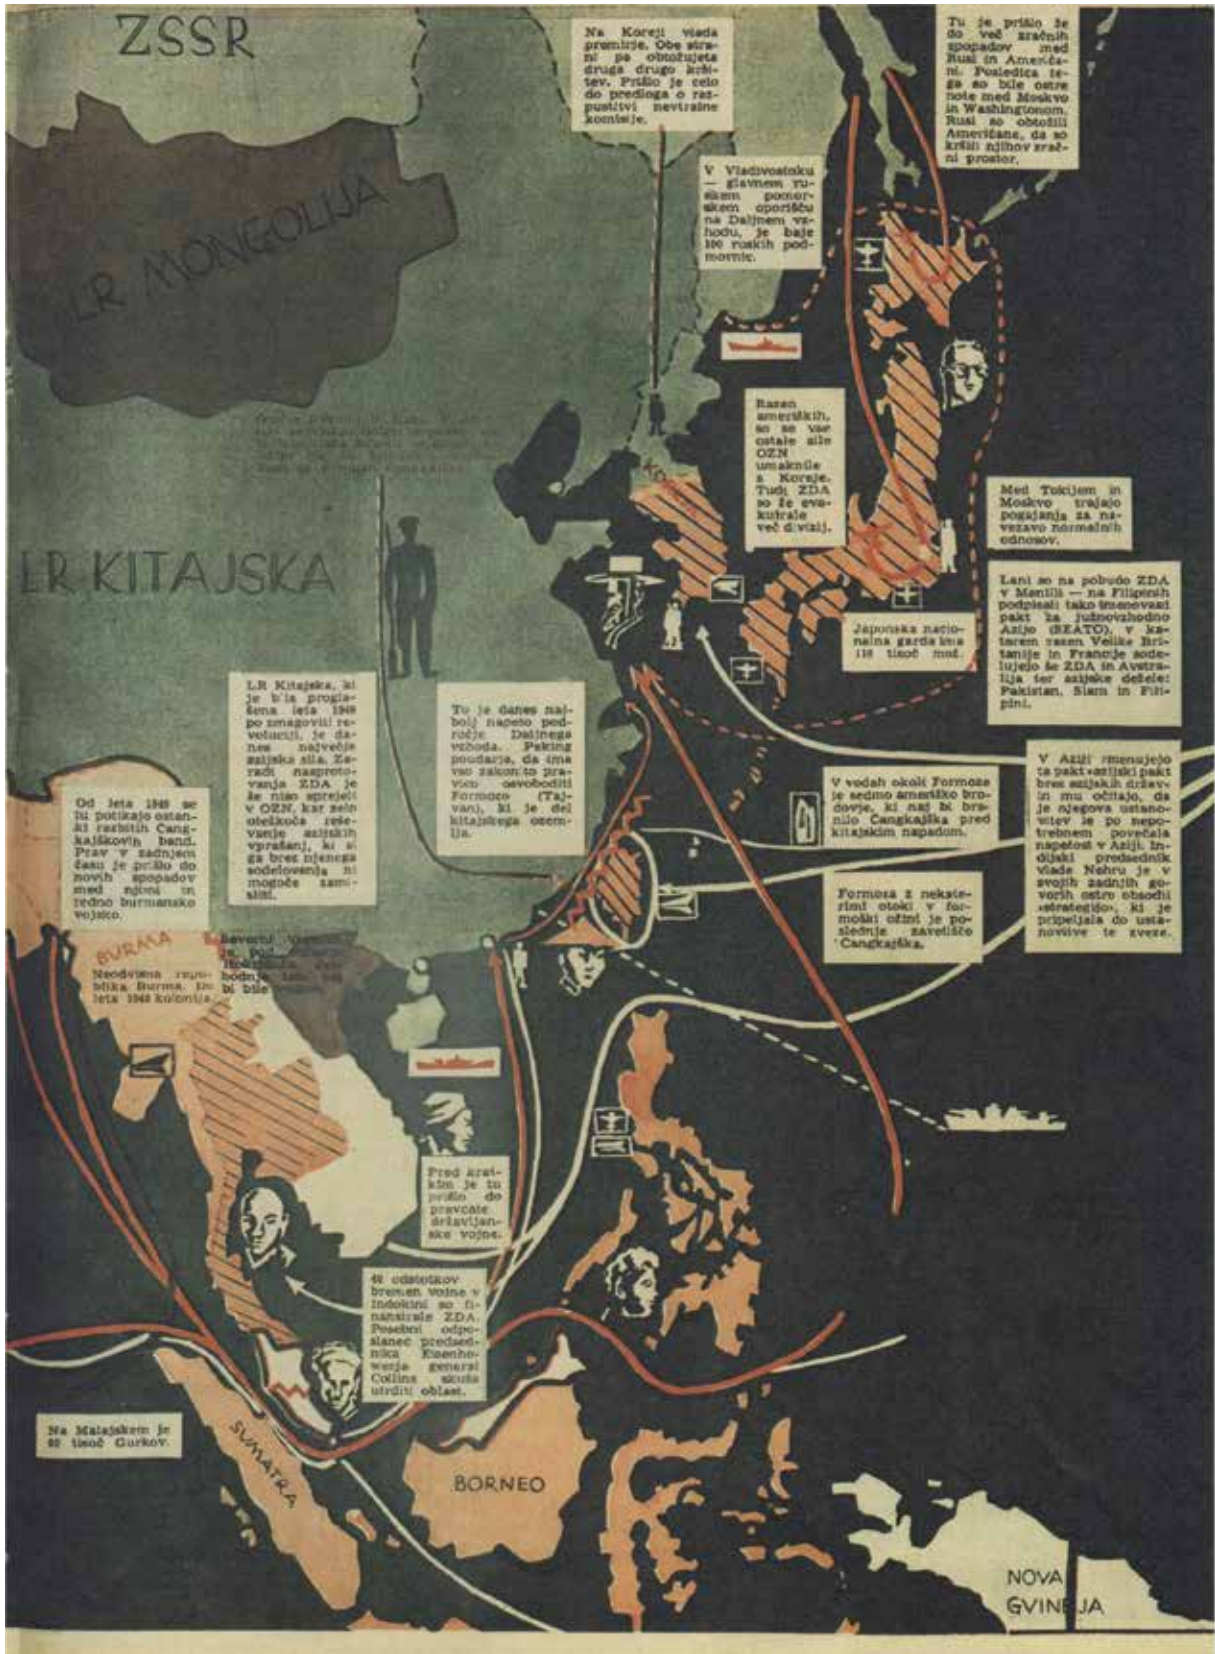 ZSSR
Na Koreji vlada
premirje. Obe stra-
ni pa obtožujeta
druga drugo krši-
tev. Prišlo je celo
do predloga o raz-
pustitvi nevtralne
komisije.
Tu je prišlo že
do več zračnih
spopadov med
Rusi in Američa-
ni. Posledica te-
ga so bile ostre
note med Moskvo
in Washingtonom.
Rusi so obtožili
Američane, da so
kršili njihov zrač-
ni prostor.
LR MONGOLIJA
V Vladivostoku
— glavnem ru-
skem pomor-
skem oporišču
na Daljnem vz-
hodu, je baje
100 ruskih pod-
mornic.
Razen
ameriških,
so se vse
ostale sile
OZN
umaknile
s Koreje.
Tudi ZDA
so že eva-
kuirale
več divizij.
Med Tokijem in
Moskvo trajajo
pogajanja za na-
vezavo normalnih
odnosov.
LR KITAJSKA
Lani so na pobudo ZDA
v Manilli — na Filipinih
podpisali tako imenovani
pakt za južnovzhodno
Azijo (SEATO), v ka-
terem razen Velike Bri-
tanije in Francije sode-
lujejo še ZDA in Avstra-
lija ter azijske dežele:
Pakistan, Siam in Fili-
pini.
Japonska nacio-
nalna garda ima
110 tisoč mož.
LR Kitajska, ki
je bila progla-
šena leta 1949
po zmagoviti re-
voluciji, je da-
nes največja
azijska sila. Za-
radi nasproto-
vanja ZDA je
še niso sprejeli
v OZN, kar zelo
otežkoča reše-
vanje azijskih
vprašanj, ki si
ga brez njenega
sodelovanja ni
mogoče zami-
sliti.
Tu je danes naj-
bolj napeto pod-
ročje Daljnega
vzhoda. Peking
poudarja, da ima
vso zakonito pra-
vico osvoboditi
Formozo (Taj-
van), ki je del
kitajskega ozem-
lja.
V vodah okoli Formoze
je sedmo ameriško bro-
dovje, ki naj bi bra-
nilo Čangkajška pred
kitajskim napadom.
V Aziji imenujejo
ta pakt »azijski pakt
brez azijskih držav«
in mu očitajo, da
je njegova ustano-
vitev le po nepo-
trebnem povečala
napetost v Aziji. In-
dijski predsednik
vlade Nehru je v
svojih zadnjih go-
vorih ostro obsodil
»strategijo«, ki je
pripeljala do usta-
novitve te zveze.
Od leta 1949 se
tu potikajo ostan-
ki razbitih Čang-
kajškovih band.
Prav v zadnjem
času je prišlo do
novih spopadov
med njimi in
redno burmansko
vojsko.
Formoza z nekate-
rimi otoki v for-
moški ožini je po-
slednje zavetišče
Čangkajška.
BURMA
Neodvisna repu-
blika Burma. Do
leta 1948 kolonija.
Severni
je pod
bi bile
Pred krat-
kim je tu
prišlo do
pravcate
državljan-
ske vojne.
odstotkov
bremen vojne v
Indokini so fi-
nansirale ZDA.
Posebni odpo-
slanec predsed-
nika Eisenho-
werja general
Collins skuša
utrditi oblast.
Na Malajskem je
tisoč Gurkov.
SUMATRA
BORNEO
NOVA
GVINEJA